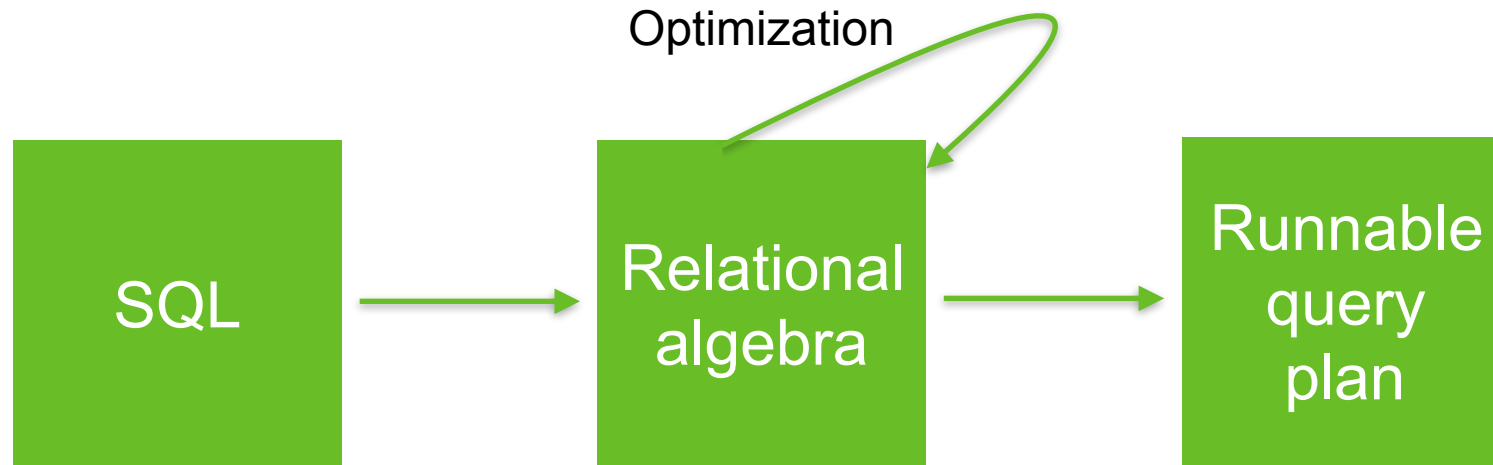 Optimization
SQL
Relational
algebra
Runnable
query
plan